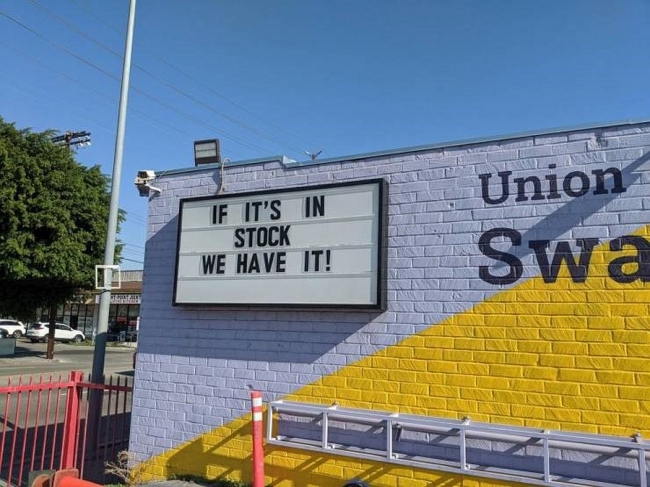 IF IT'S IN
STOCK
WE HAVE IT!
Union
Swa